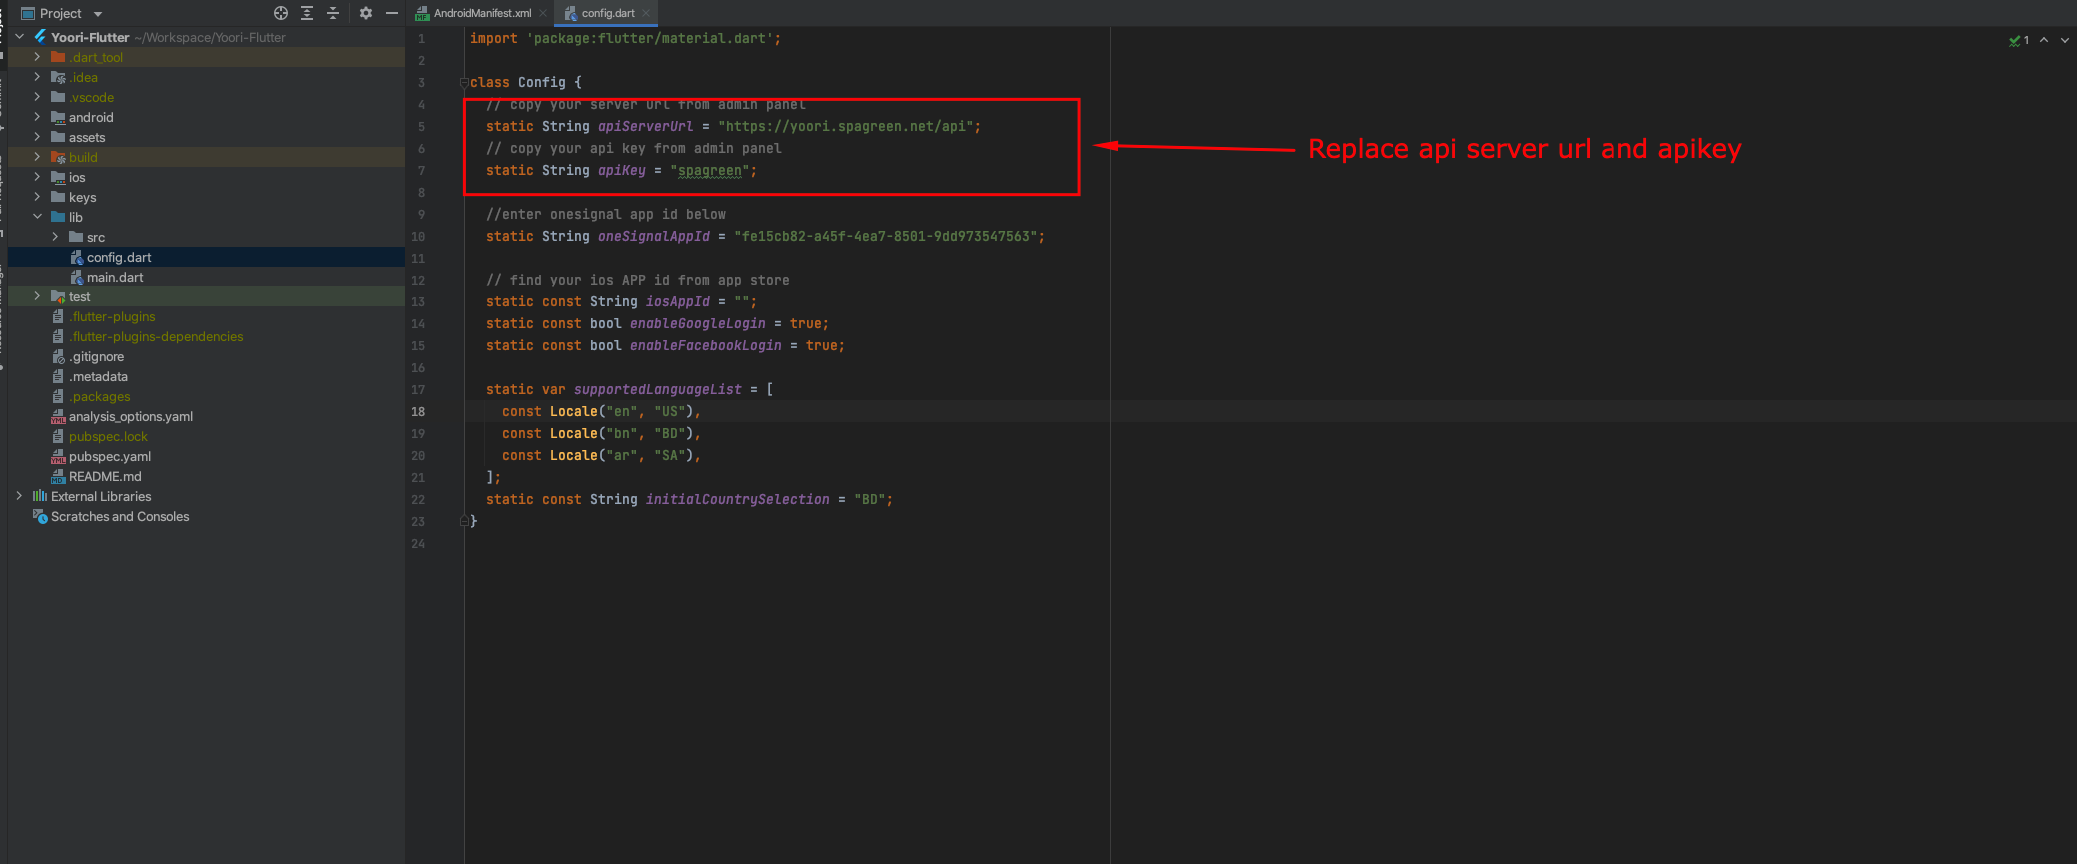 Project
Yoori-Flutter ~/Workspace/Yoori-Flutter
.dart_tool
.idea
.vscode
android
assets
build
ios
keys
lib
src
config.dart
main.dart
test
.flutter-plugins
.flutter-plugins-dependencies
.gitignore
.metadata
.packages
analysis_options.yaml
pubspec.lock
pubspec.yaml
README.md
External Libraries
Scratches and Consoles
AndroidManifest.xml
config.dart
1
1 import 'package:flutter/material.dart';
2
3 class Config {
4 // copy your server url from admin panel
5 static String apiServerUrl = "https://yoori.spagreen.net/api";
6 // copy your api key from admin panel
7 static String apiKey = "spagreen";
8
9 //enter onesignal app id below
10 static String oneSignalAppId = "fe15cb82-a45f-4ea7-8501-9dd973547563";
11
12 // find your ios APP id from app store
13 static const String iosAppId = "";
14 static const bool enableGoogleLogin = true;
15 static const bool enableFacebookLogin = true;
16
17 static var supportedLanguageList = [
18 const Locale("en", "US"),
19 const Locale("bn", "BD"),
20 const Locale("ar", "SA"),
21 ];
22 static const String initialCountrySelection = "BD";
23 }
24
Replace api server url and apikey